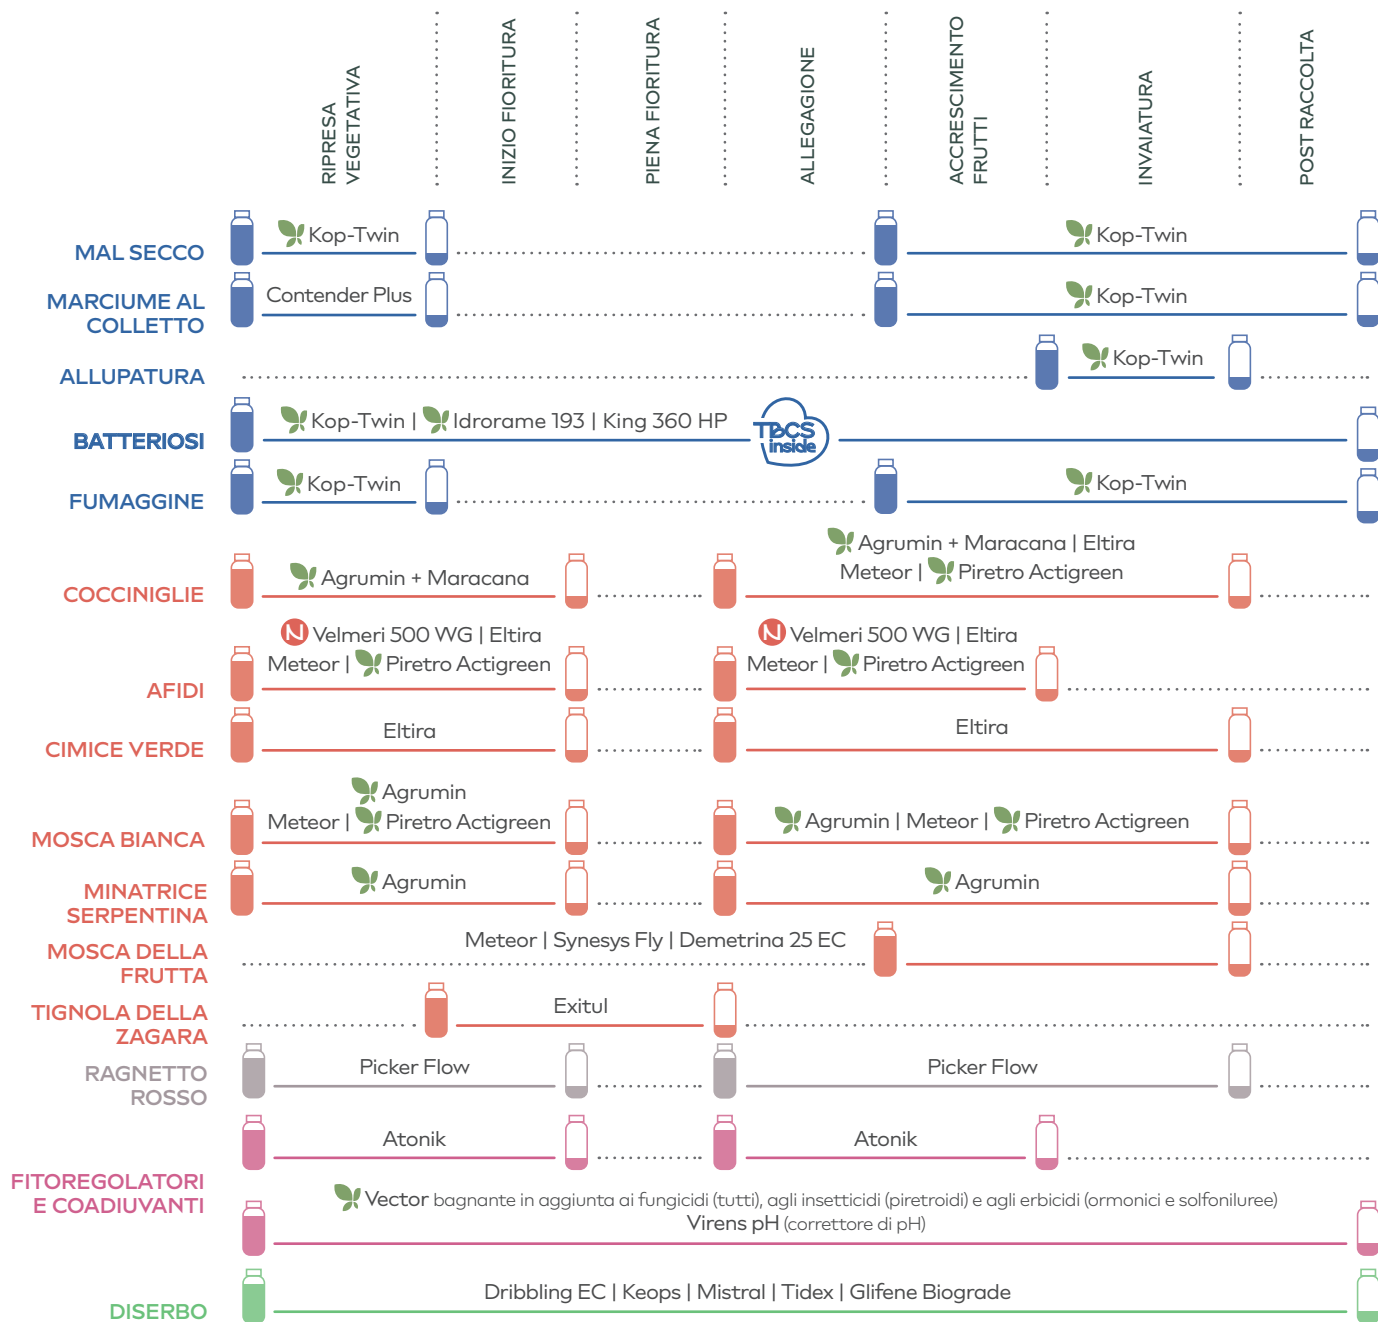 RIPRESA
VEGETATIVA
INIZIO FIORITURA
PIENA FIORITURA
ALLEGAGIONE
ACCRESCIMENTO
FRUTTI
INVAIATURA
POST RACCOLTA
MAL SECCO
Kop-Twin
Kop-Twin
MARCIUME AL
COLLETTO
Contender Plus
Kop-Twin
ALLUPATURA
Kop-Twin
BATTERIOSI
Kop-Twin | Idrorame 193 | King 360 HP
TBCS
inside
FUMAGGINE
Kop-Twin
Kop-Twin
COCCINIGLIE
Agrumin + Maracana
Agrumin + Maracana | Eltira
Meteor | Piretro Actigreen
AFIDI
N Velmeri 500 WG | Eltira
Meteor | Piretro Actigreen
N Velmeri 500 WG | Eltira
Meteor | Piretro Actigreen
CIMICE VERDE
Eltira
Eltira
MOSCA BIANCA
Agrumin
Meteor | Piretro Actigreen
Agrumin | Meteor | Piretro Actigreen
MINATRICE
SERPENTINA
Agrumin
Agrumin
MOSCA DELLA
FRUTTA
Meteor | Synesys Fly | Demetrina 25 EC
TIGNOLA DELLA
ZAGARA
Exitul
RAGNETTO
ROSSO
Picker Flow
Picker Flow
FITOREGOLATORI
E COADIUVANTI
Atonik
Atonik
Vector bagnante in aggiunta ai fungicidi (tutti), agli insetticidi (piretroidi) e agli erbicidi (ormonici e solfoniluree)
Virens pH (correttore di pH)
DISERBO
Dribbling EC | Keops | Mistral | Tidex | Glifene Biograde